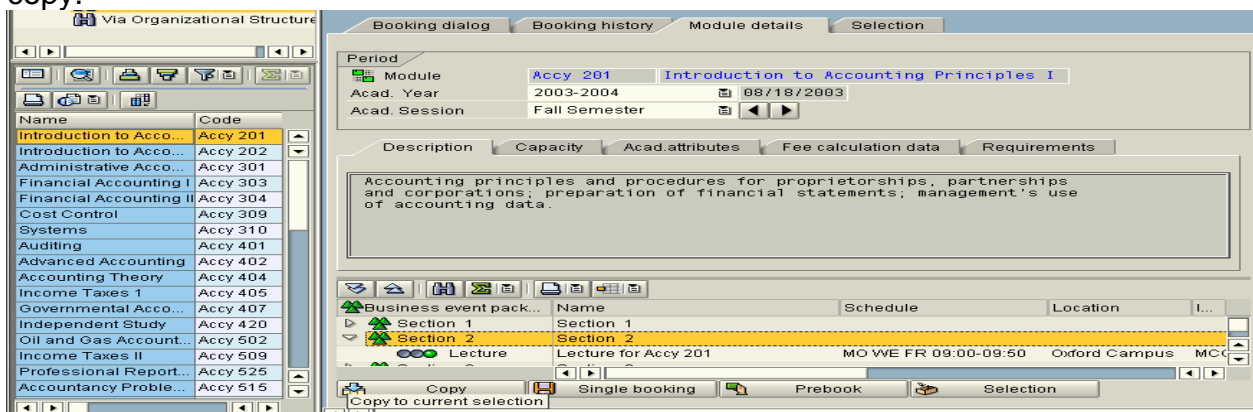 copy.
Via Organizational Structure
Name Code
Introduction to Acco... Accy 201
Introduction to Acco... Accy 202
Administrative Acco... Accy 301
Financial Accounting I Accy 303
Financial Accounting II Accy 304
Cost Control Accy 309
Systems Accy 310
Auditing Accy 401
Advanced Accounting Accy 402
Accounting Theory Accy 404
Income Taxes 1 Accy 405
Governmental Acco... Accy 407
Independent Study Accy 420
Oil and Gas Account... Accy 502
Income Taxes II Accy 509
Professional Report... Accy 525
Accountancy Proble... Accy 515
Booking dialog Booking history Module details Selection
Period
Module Accy 201 Introduction to Accounting Principles I
Acad. Year 2003-2004 08/18/2003
Acad. Session Fall Semester
Description Capacity Acad.attributes Fee calculation data Requirements
Accounting principles and procedures for proprietorships, partnerships
and corporations; preparation of financial statements; management's use
of accounting data.
Business event pack... Name Schedule Location I...
Section 1 Section 1
Section 2 Section 2
Lecture Lecture for Accy 201 MO WE FR 09:00-09:50 Oxford Campus
Copy Single booking Prebook Selection
Copy to current selection